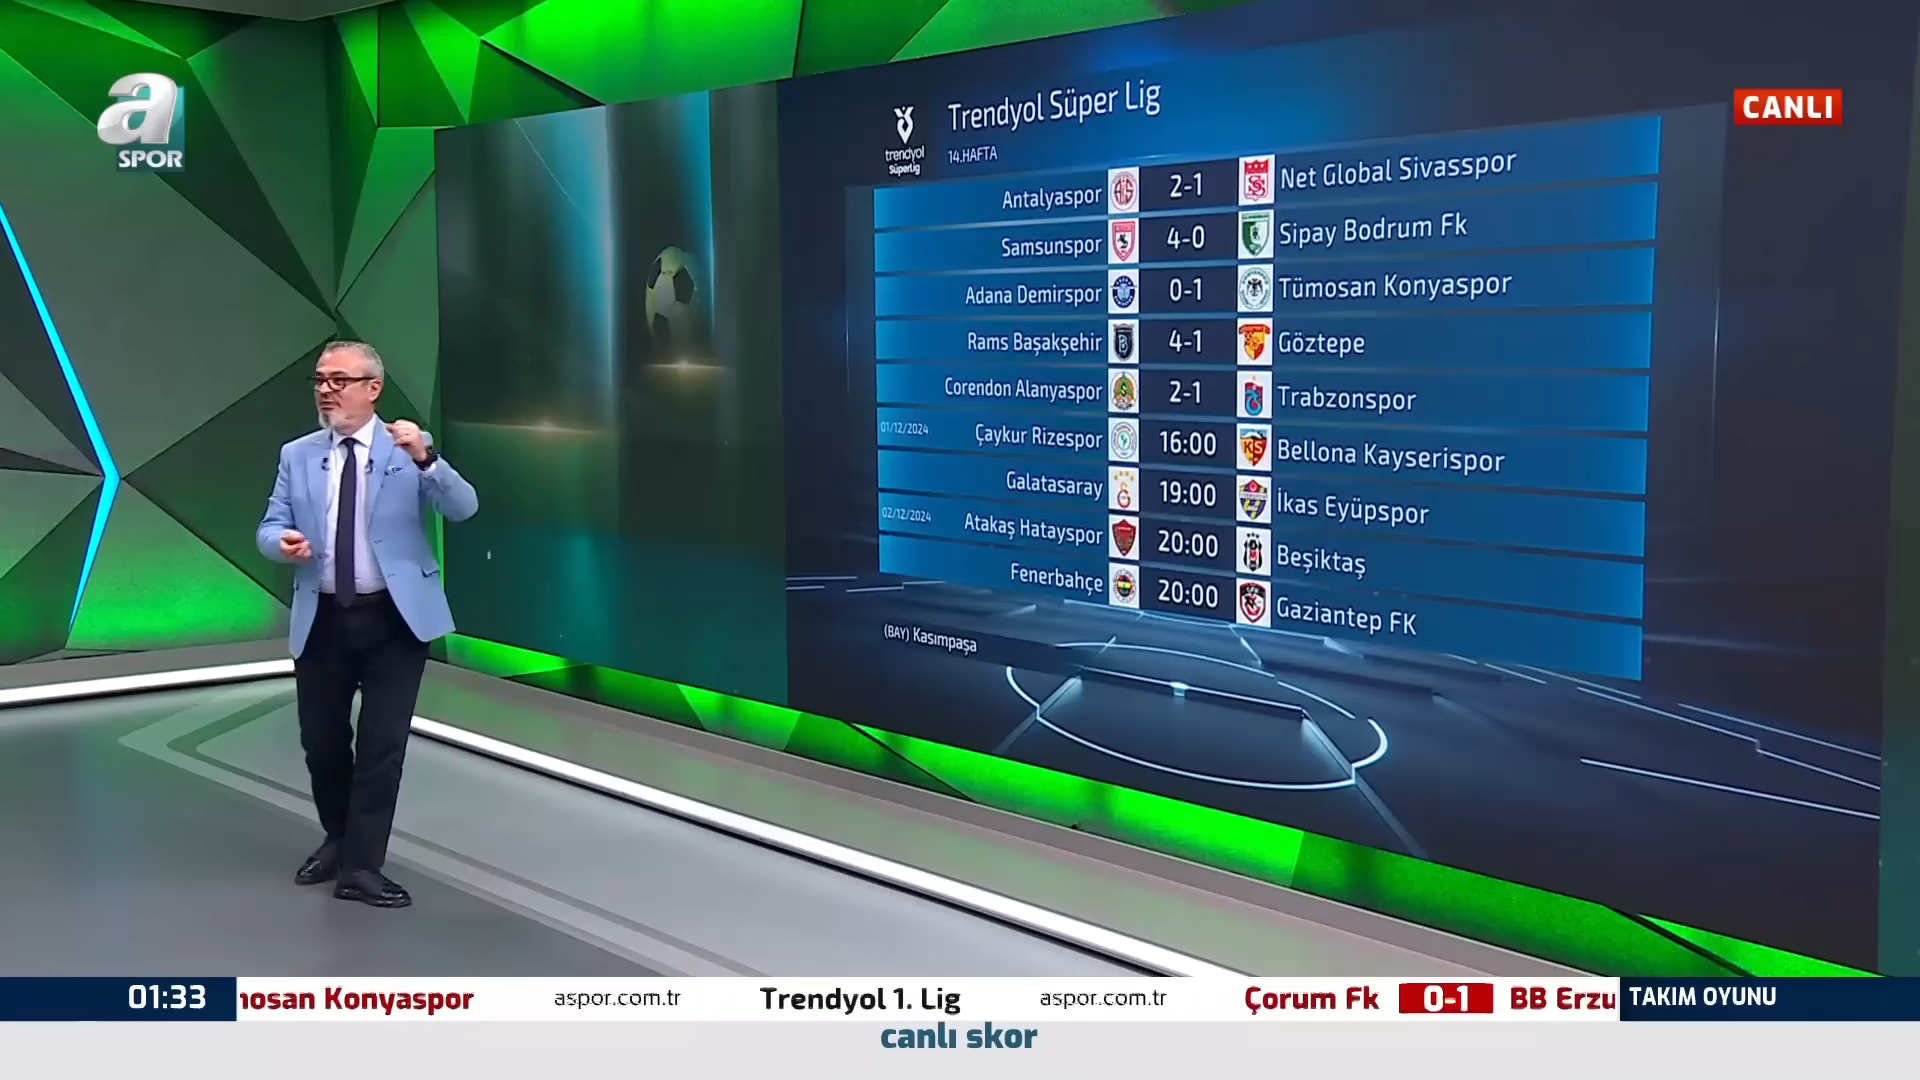 a
SPOR
CANLI
trendyol
süperlig
Trendyol Süper Lig
14.HAFTA
Antalyaspor 2-1 Net Global Sivasspor
Samsunspor 4-0 Sipay Bodrum Fk
Adana Demirspor 0-1 Tümosan Konyaspor
Rams Başakşehir 4-1 Göztepe
Corendon Alanyaspor 2-1 Trabzonspor
01/12/2024 Çaykur Rizespor 16:00 Bellona Kayserispor
Galatasaray 19:00 İkas Eyüpspor
02/12/2024 Atakaş Hatayspor 20:00 Beşiktaş
Fenerbahçe 20:00 Gaziantep FK
(BAY) Kasımpaşa
01:33 mosan Konyaspor aspor.com.tr Trendyol 1. Lig aspor.com.tr Çorum Fk 0-1 BB Erzu TAKIM OYUNU
canlı skor